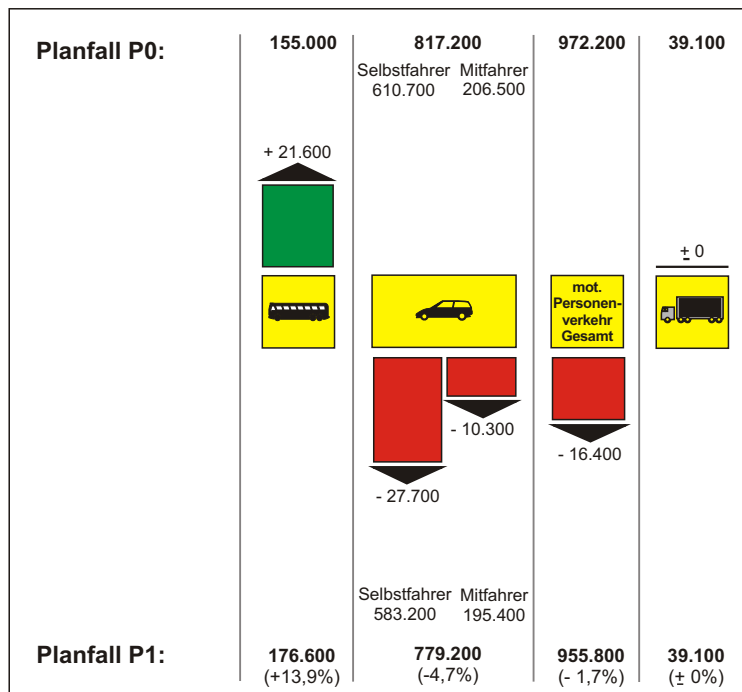 Planfall P0: 155.000 817.200 972.200 39.100
Selbstfahrer Mitfahrer
610.700 206.500
+ 21.600
± 0
mot.
Personen-
verkehr
Gesamt
- 10.300
- 16.400
- 27.700
Selbstfahrer Mitfahrer
583.200 195.400
Planfall P1: 176.600 779.200 955.800 39.100
(+13,9%) (-4,7%) (- 1,7%) (± 0%)